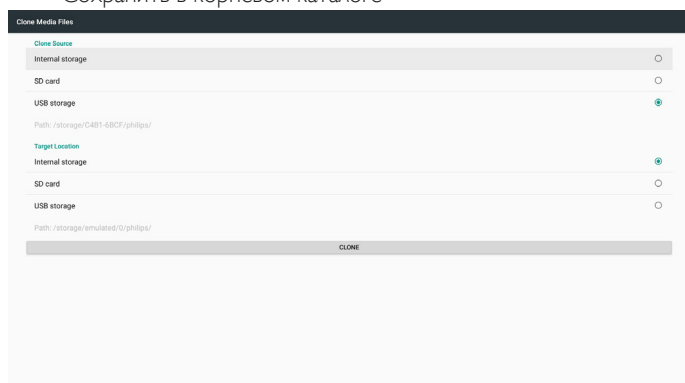 Сохранить в корневом каталоге
Clone Media Files
Clone Source
Internal storage
SD card
USB storage
Path: /storage/C4B1-6BCF/philips/
Target Location
Internal storage
SD card
USB storage
Path: /storage/emulated/0/philips/
CLONE